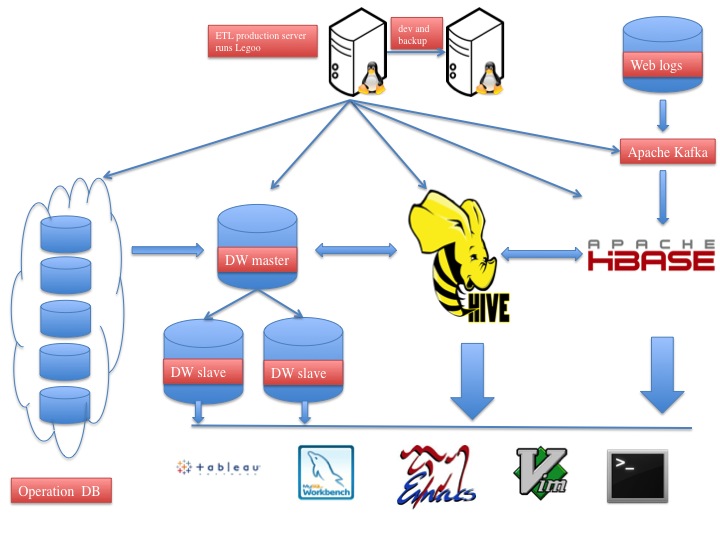 ETL production server
runs Legoo
dev and
backup
Web logs
Apache Kafka
DW master
HIVE
APACHE
HBASE
DW slave
DW slave
+ a b l e a u
SOFTWARE
MySQL
Workbench
Emacs
Vim
>_
Operation DB